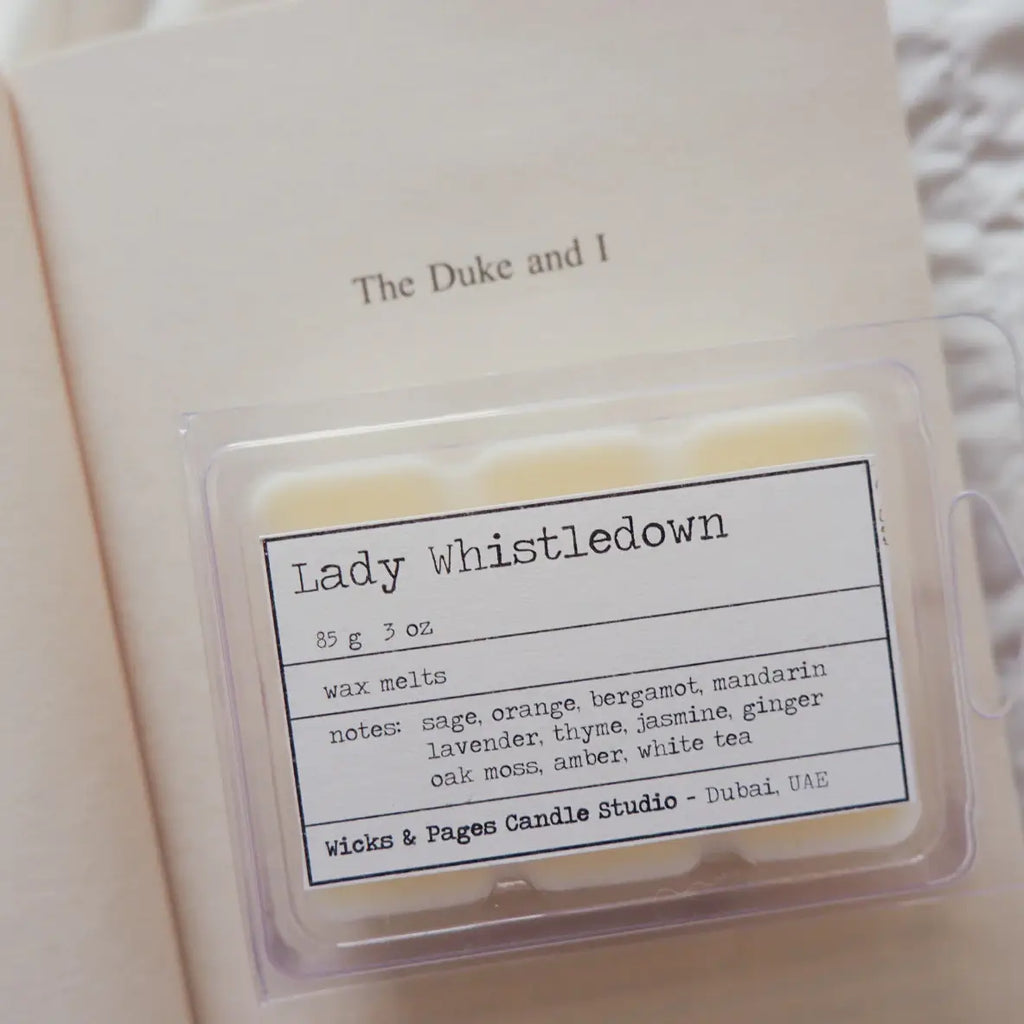 The Duke and I
Lady Whistledown
85 g 3 oz
wax melts
notes: sage, orange, bergamot, mandarin
lavender, thyme, jasmine, ginger
oak moss, amber, white tea
Wicks & Pages Candle Studio - Dubai, UAE